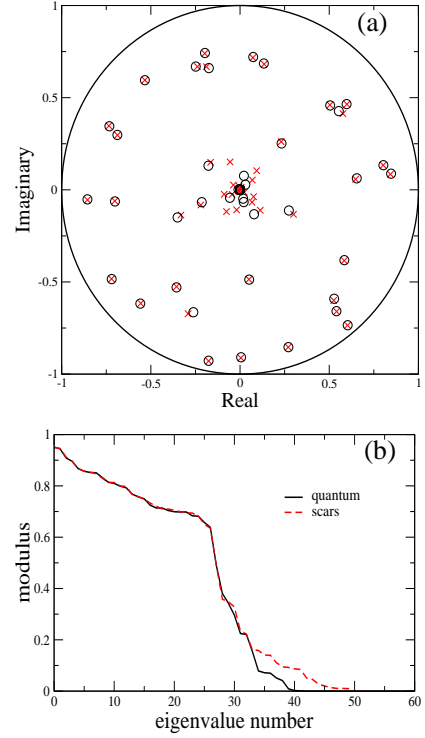 (a)
1
0.5
0
-0.5
-1
Imaginary
-1 -0.5 0 0.5 1
Real
(b)
1
0.8
0.6
0.4
0.2
0
modulus
quantum
scars
0 10 20 30 40 50 60
eigenvalue number